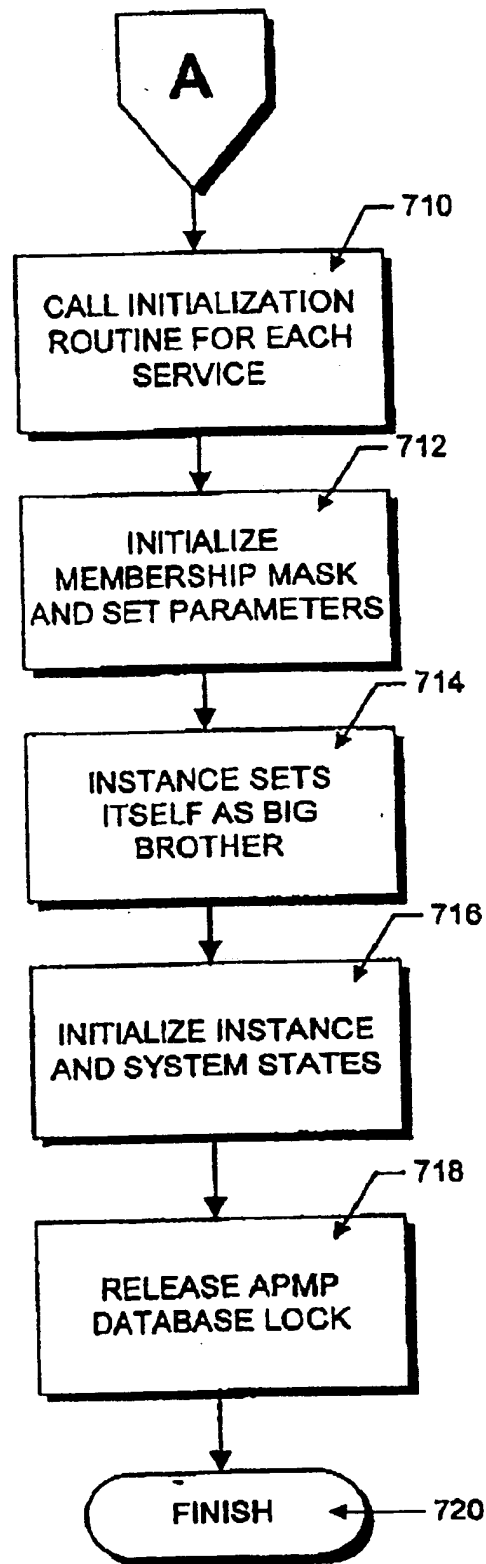 A
710
CALL INITIALIZATION
ROUTINE FOR EACH
SERVICE
712
INITIALIZE
MEMBERSHIP MASK
AND SET PARAMETERS
714
INSTANCE SETS
ITSELF AS BIG
BROTHER
716
INITIALIZE INSTANCE
AND SYSTEM STATES
718
RELEASE APMP
DATABASE LOCK
FINISH
720